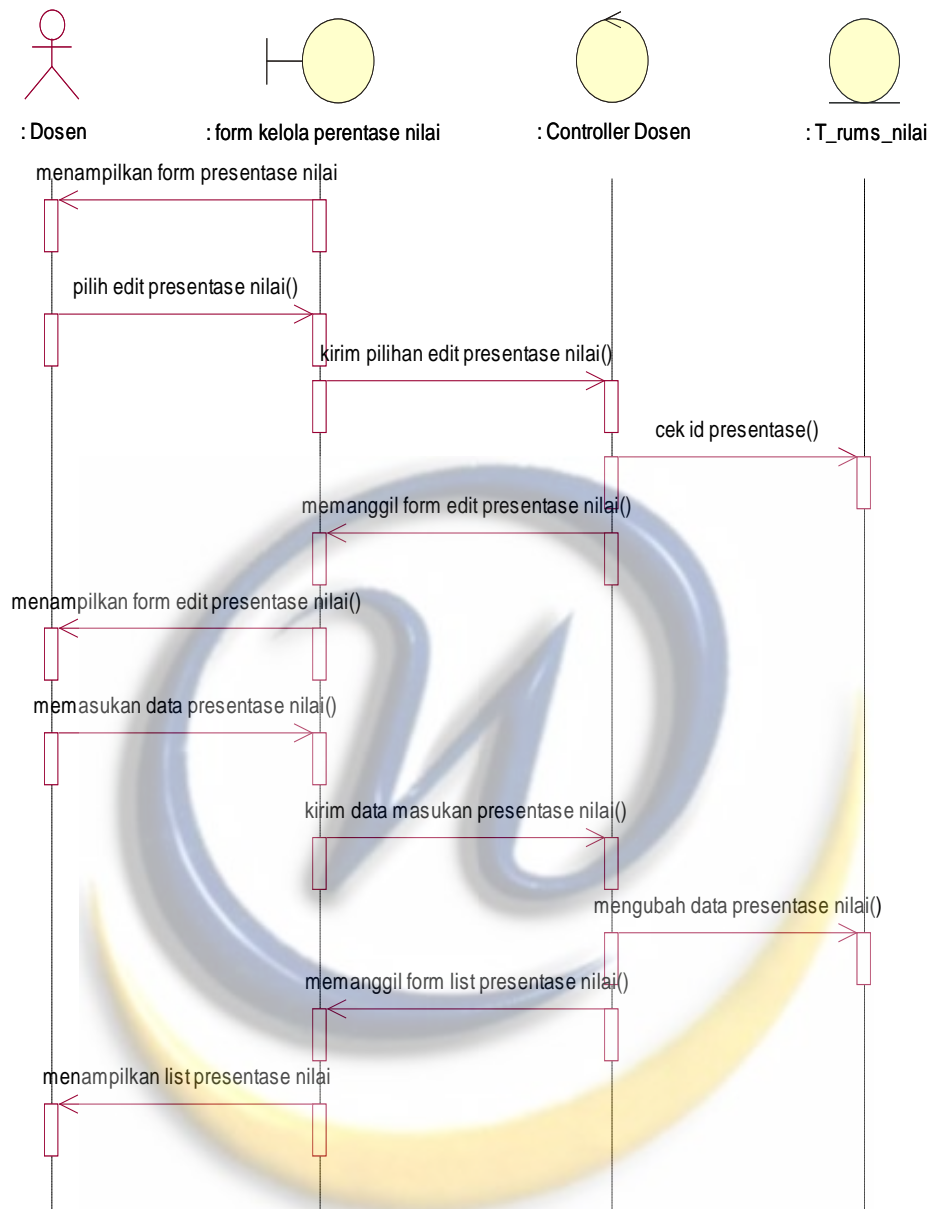 : Dosen
: form kelola perentase nilai
: Controller Dosen
: T_rums_nilai
menampilkan form presentase nilai
pilih edit presentase nilai()
kirim pilihan edit presentase nilai()
cek id presentase()
memanggil form edit presentase nilai()
menampilkan form edit presentase nilai()
memasukan data presentase nilai()
kirim data masukan presentase nilai()
mengubah data presentase nilai()
memanggil form list presentase nilai()
menampilkan list presentase nilai